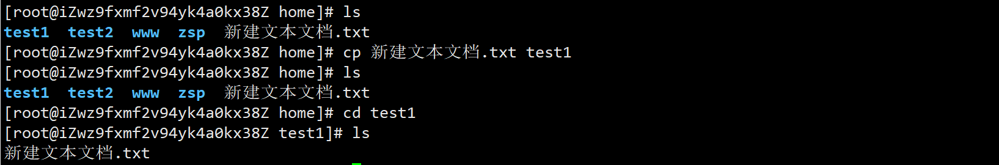 [root@iZwz9fxmf2v94yk4a0kx38Z home]# ls
test1  test2  www  zsp  新建文本文档.txt
[root@iZwz9fxmf2v94yk4a0kx38Z home]# cp 新建文本文档.txt test1
[root@iZwz9fxmf2v94yk4a0kx38Z home]# ls
test1  test2  www  zsp  新建文本文档.txt
[root@iZwz9fxmf2v94yk4a0kx38Z home]# cd test1
[root@iZwz9fxmf2v94yk4a0kx38Z test1]# ls
新建文本文档.txt